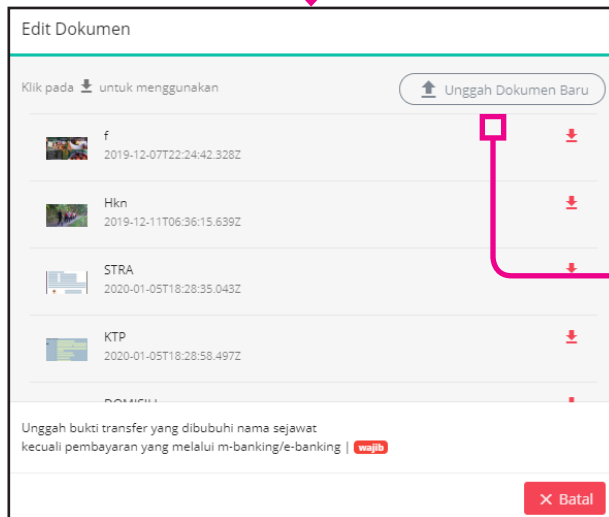 Edit Dokumen
Klik pada untuk menggunakan
Unggah Dokumen Baru
f
2019-12-07T22:24:42.328Z
Hkn
2019-12-11T06:36:15.639Z
STRA
2020-01-05T18:28:35.043Z
KTP
2020-01-05T18:28:58.497Z
Unggah bukti transfer yang dibubuhi nama sejawat
kecuali pembayaran yang melalui m-banking/e-banking | wajib
Batal